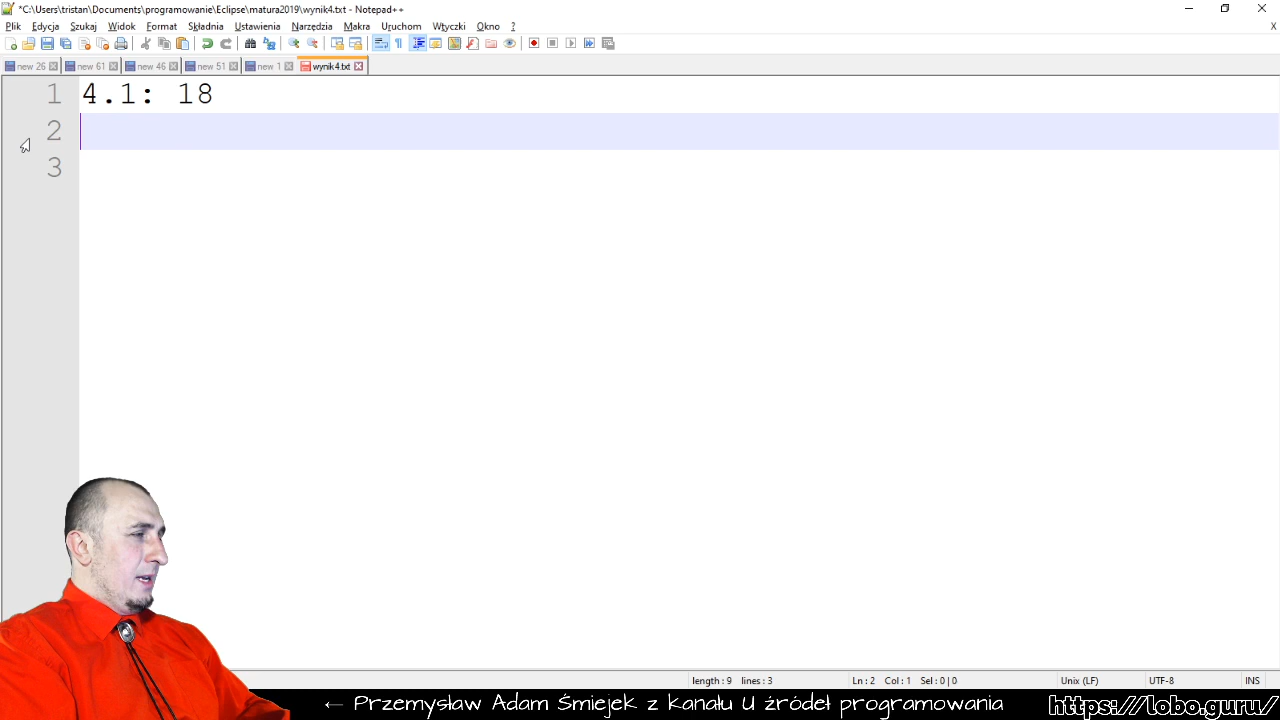 *C:\Users\tristan\Documents\programowanie\Eclipse\matura2019\wynik4.txt - Notepad++
Plik Edycja Szukaj Widok Format Składnia Ustawienia Narzędzia Makra Uruchom Wtyczki Okno ? X
new 26 new 61 new 46 new 51 new 1 wynik4.txt
1 4.1: 18
2
3
length : 9 lines : 3 Ln : 2 Col : 1 Sel : 0 | 0 Unix (LF) UTF-8 INS
← Przemysław Adam Śmiejek z kanału U źródeł programowania https://lobo.guru/